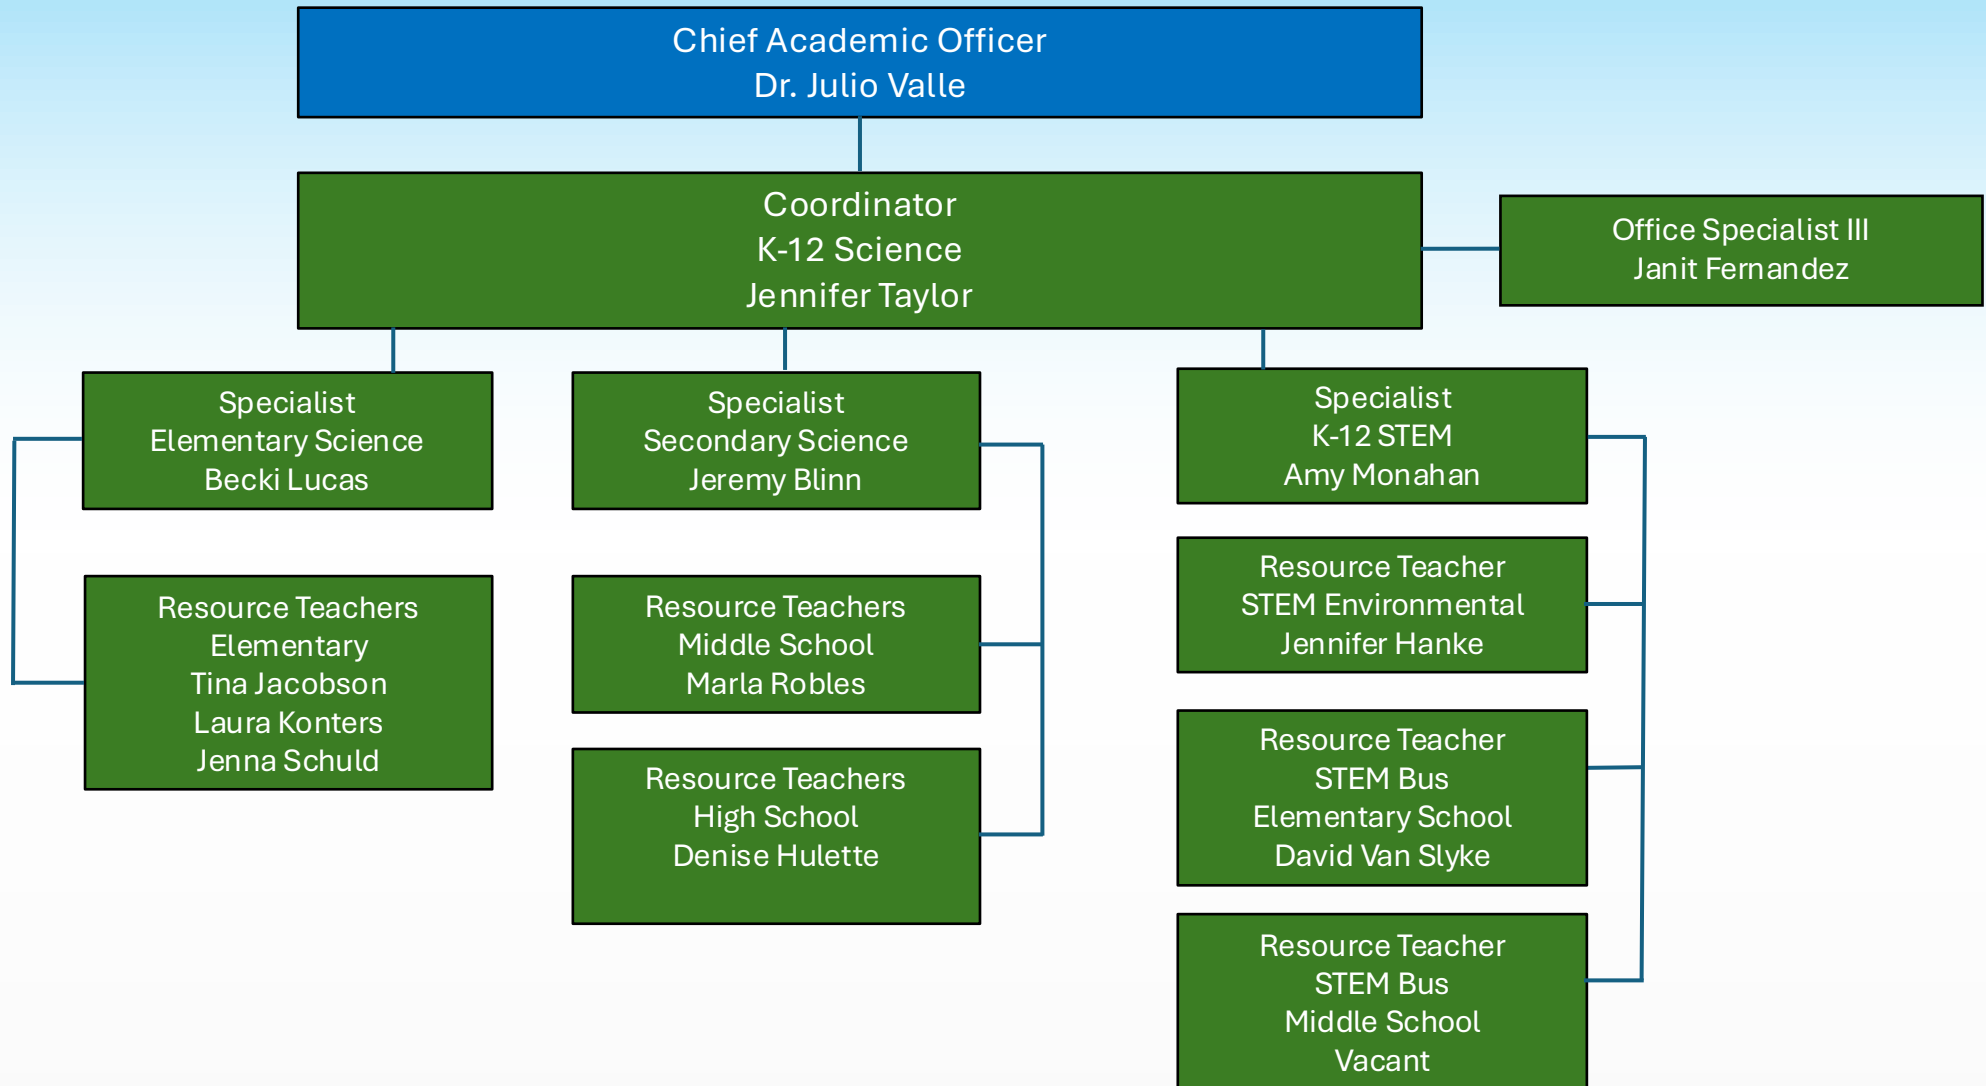 Chief Academic Officer
Dr. Julio Valle
Coordinator
K-12 Science
Jennifer Taylor
Office Specialist III
Janit Fernandez
Specialist
Elementary Science
Becki Lucas
Resource Teachers
Elementary
Tina Jacobson
Laura Konters
Jenna Schuld
Specialist
Secondary Science
Jeremy Blinn
Resource Teachers
Middle School
Marla Robles
Resource Teachers
High School
Denise Hulette
Specialist
K-12 STEM
Amy Monahan
Resource Teacher
STEM Environmental
Jennifer Hanke
Resource Teacher
STEM Bus
Elementary School
David Van Slyke
Resource Teacher
STEM Bus
Middle School
Vacant